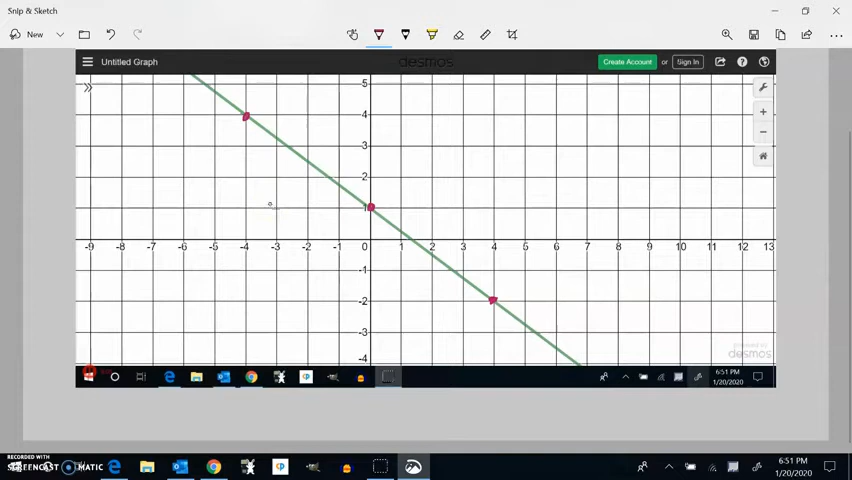 Snip & Sketch
New
Untitled Graph
desmos
Create Account or Sign In
5
4
3
2
1
-9 -8 -7 -6 -5 -4 -3 -2 -1 0 1 2 3 4 5 6 7 8 9 10 11 12 13
-1
-2
-3
-4
powered by
desmos
6:51 PM
1/20/2020
RECORDED WITH
SCREENCAST MATIC
6:51 PM
1/20/2020